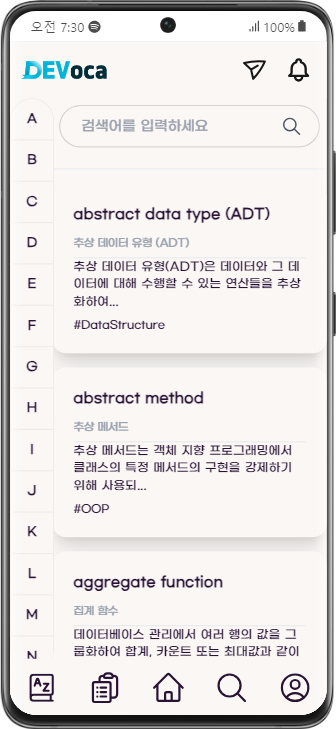 오전 7:30
100%
DEVoca
검색어를 입력하세요
A
B
C
D
E
F
G
H
I
J
K
L
M
N
abstract data type (ADT)
추상 데이터 유형 (ADT)
추상 데이터 유형(ADT)은 데이터와 그 데
이터에 대해 수행할 수 있는 연산들을 추상
화하여...
#DataStructure
abstract method
추상 메서드
추상 메서드는 객체 지향 프로그래밍에서
클래스의 특정 메서드의 구현을 강제하기
위해 사용되...
#OOP
aggregate function
집계 함수
데이터베이스 관리에서 여러 행의 값을 그
룹화하여 합계, 카운트 또는 최대값과 같이
A-Z